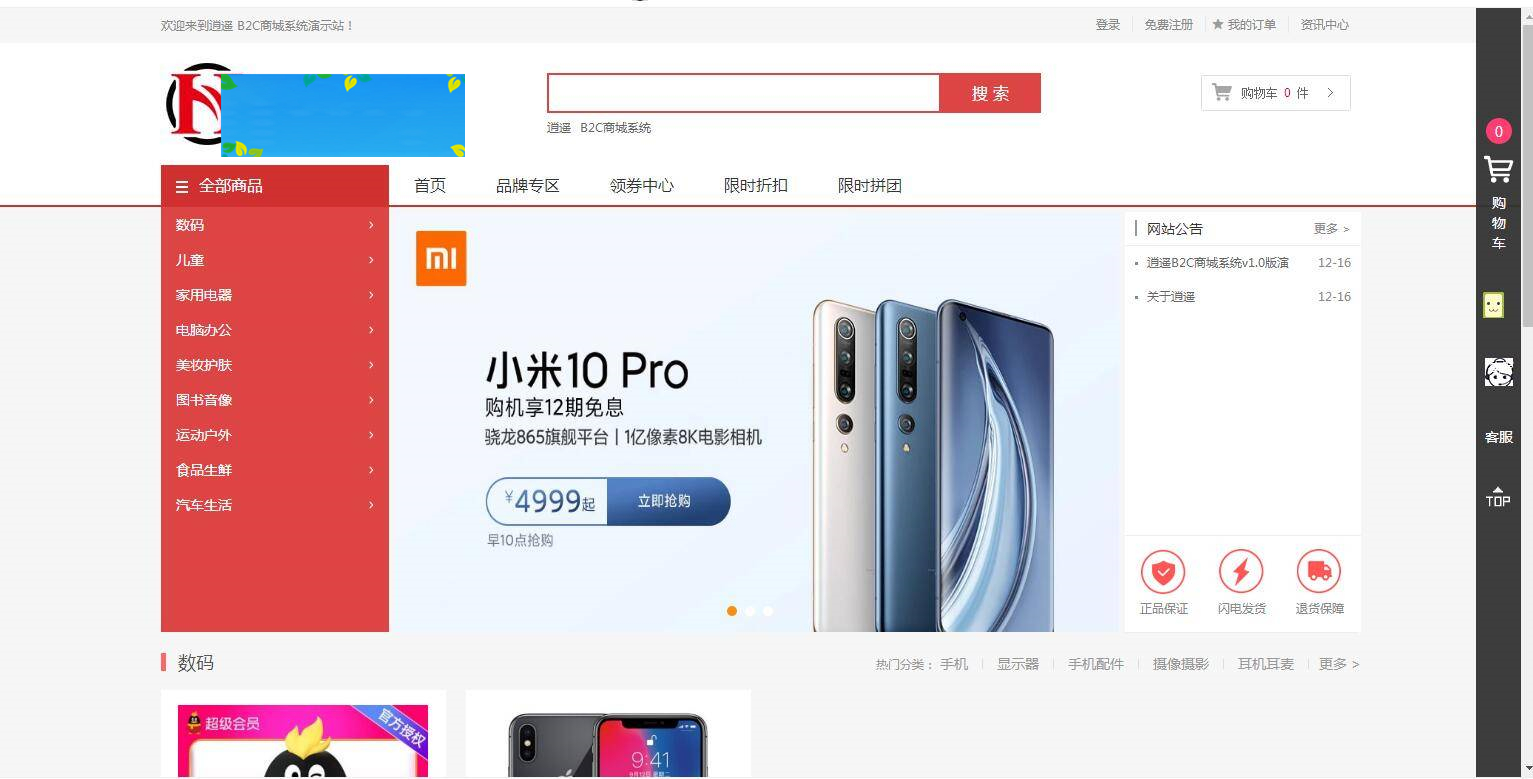 欢迎来到逍遥 B2C商城系统演示站！
登录 免费注册 ★ 我的订单 资讯中心
搜 索
购物车 0 件 >
逍遥 B2C商城系统
全部商品
首页 品牌专区 领券中心 限时折扣 限时拼团
数码 >
儿童 >
家用电器 >
电脑办公 >
美妆护肤 >
图书音像 >
运动户外 >
食品生鲜 >
汽车生活 >
mi
小米10 Pro
购机享12期免息
骁龙865旗舰平台 | 1亿像素8K电影相机
¥4999起 立即抢购
早10点抢购
网站公告 更多 >
逍遥B2C商城系统v1.0版演 12-16
关于逍遥 12-16
正品保证 闪电发货 退货保障
0
购
物
车
客服
TOP
数码
热门分类： 手机 显示器 手机配件 摄像摄影 耳机耳麦 更多 >
超级会员
官方授权
9:41
9月12日 星期二